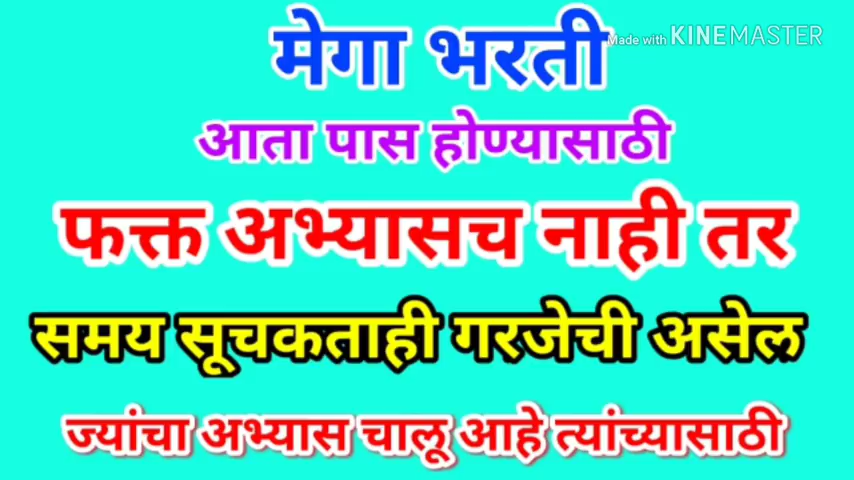 मेगा भरती
Made with KINEMASTER
आता पास होण्यासाठी
फक्त अभ्यासच नाही तर
समय सूचकताही गरजेची असेल
ज्यांचा अभ्यास चालू आहे त्यांच्यासाठी